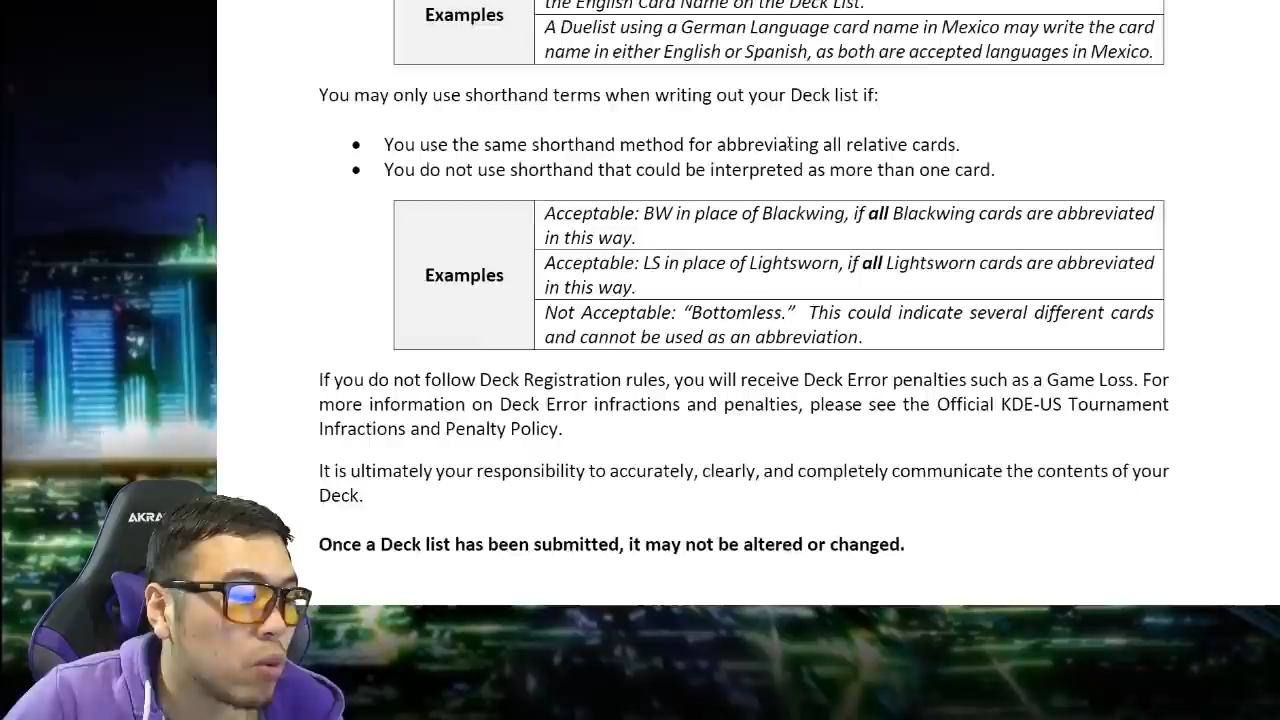 the English Card Name on the Deck List.
Examples
A Duelist using a German Language card name in Mexico may write the card
name in either English or Spanish, as both are accepted languages in Mexico.
You may only use shorthand terms when writing out your Deck list if:
• You use the same shorthand method for abbreviating all relative cards.
• You do not use shorthand that could be interpreted as more than one card.
Acceptable: BW in place of Blackwing, if all Blackwing cards are abbreviated
in this way.
Examples
Acceptable: LS in place of Lightsworn, if all Lightsworn cards are abbreviated
in this way.
Not Acceptable: “Bottomless.” This could indicate several different cards
and cannot be used as an abbreviation.
If you do not follow Deck Registration rules, you will receive Deck Error penalties such as a Game Loss. For
more information on Deck Error infractions and penalties, please see the Official KDE-US Tournament
Infractions and Penalty Policy.
It is ultimately your responsibility to accurately, clearly, and completely communicate the contents of your
Deck.
Once a Deck list has been submitted, it may not be altered or changed.